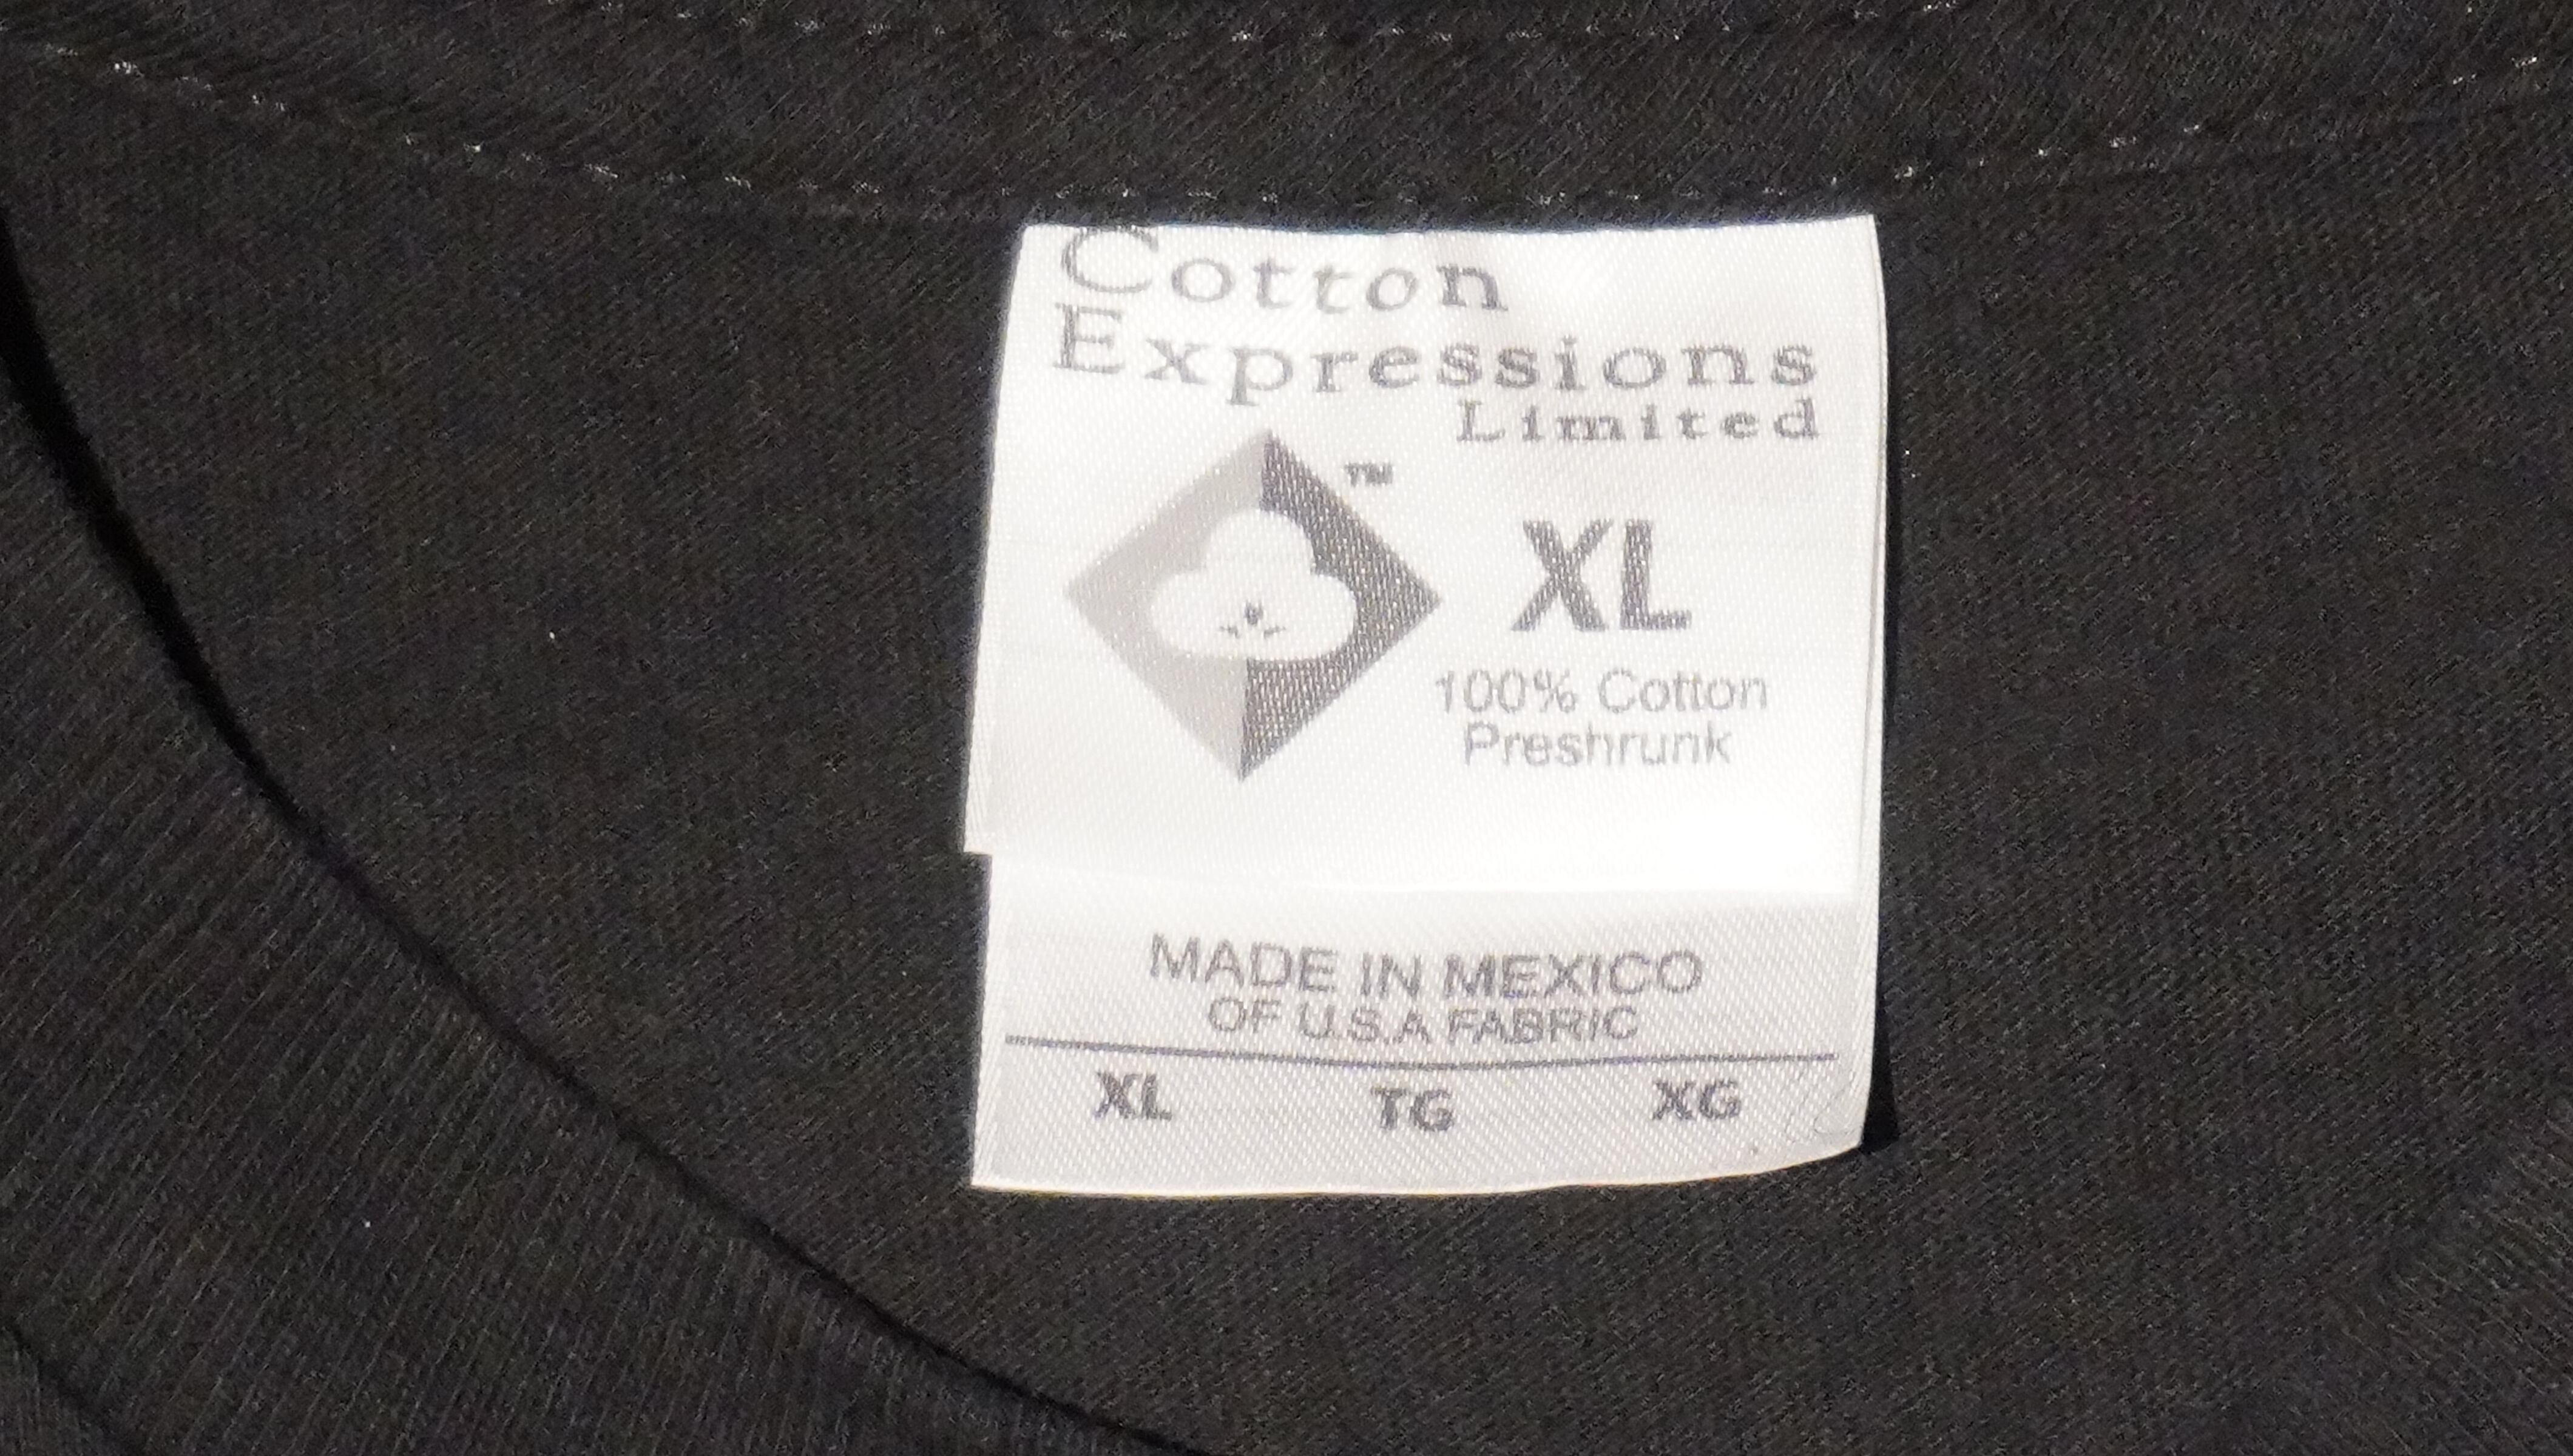 Cotton
Expressions
Limited
TM
XL
100% Cotton
Preshrunk
MADE IN MEXICO
OF U.S.A FABRIC
XL TG XG